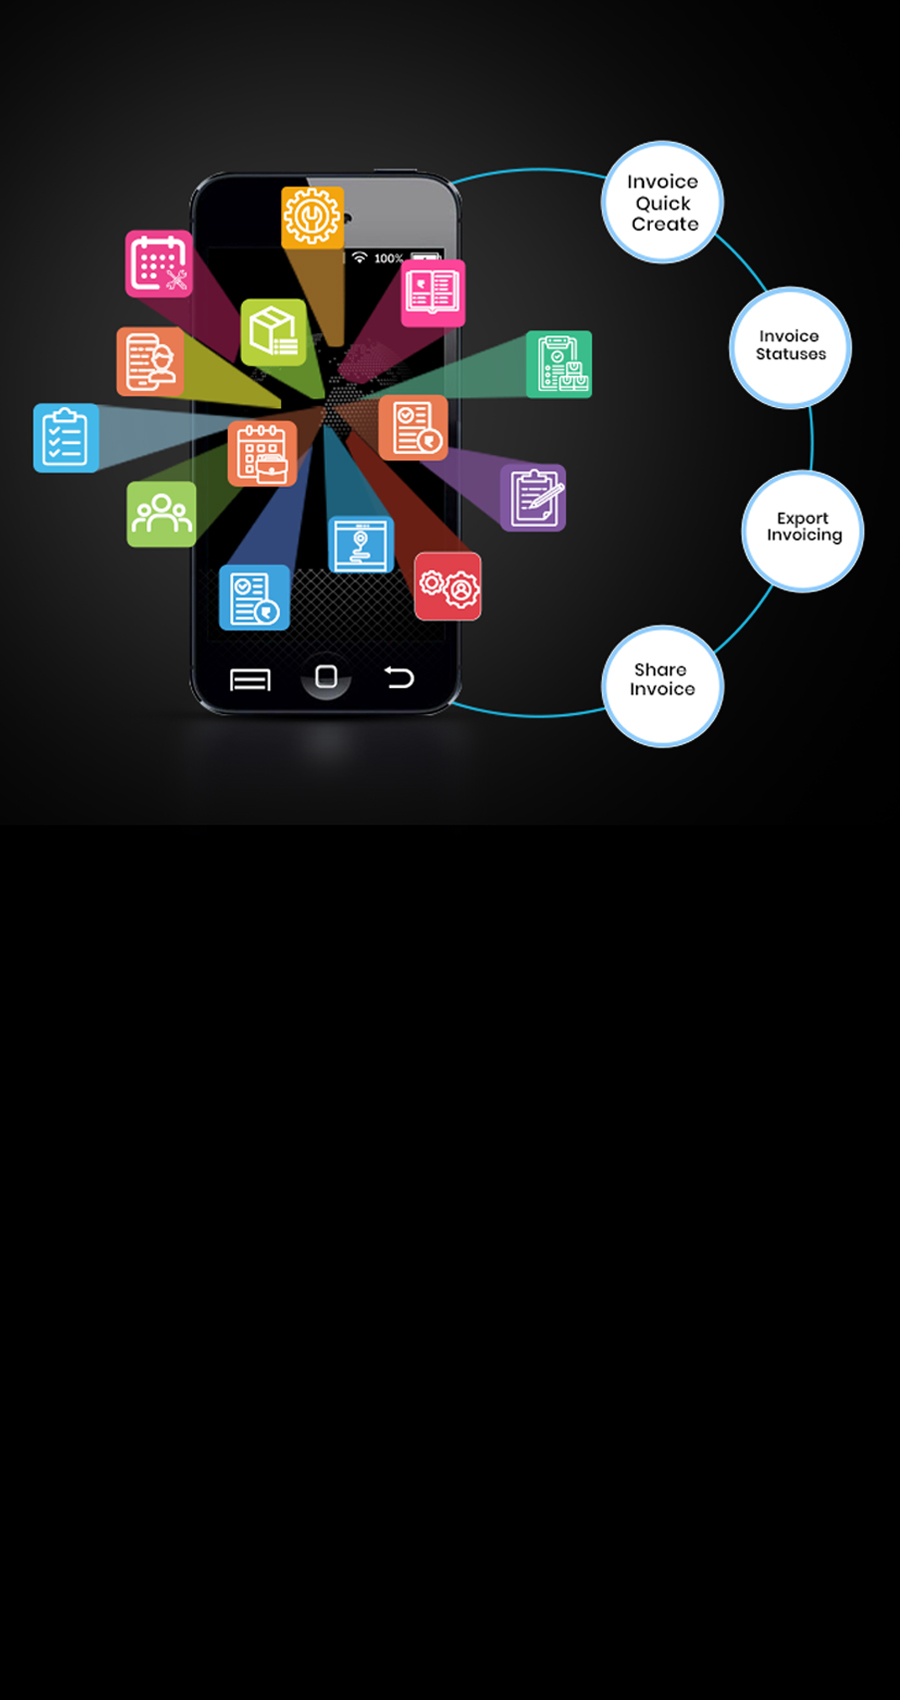 100%
Invoice
Quick
Create
Invoice
Statuses
Export
Invoicing
Share
Invoice